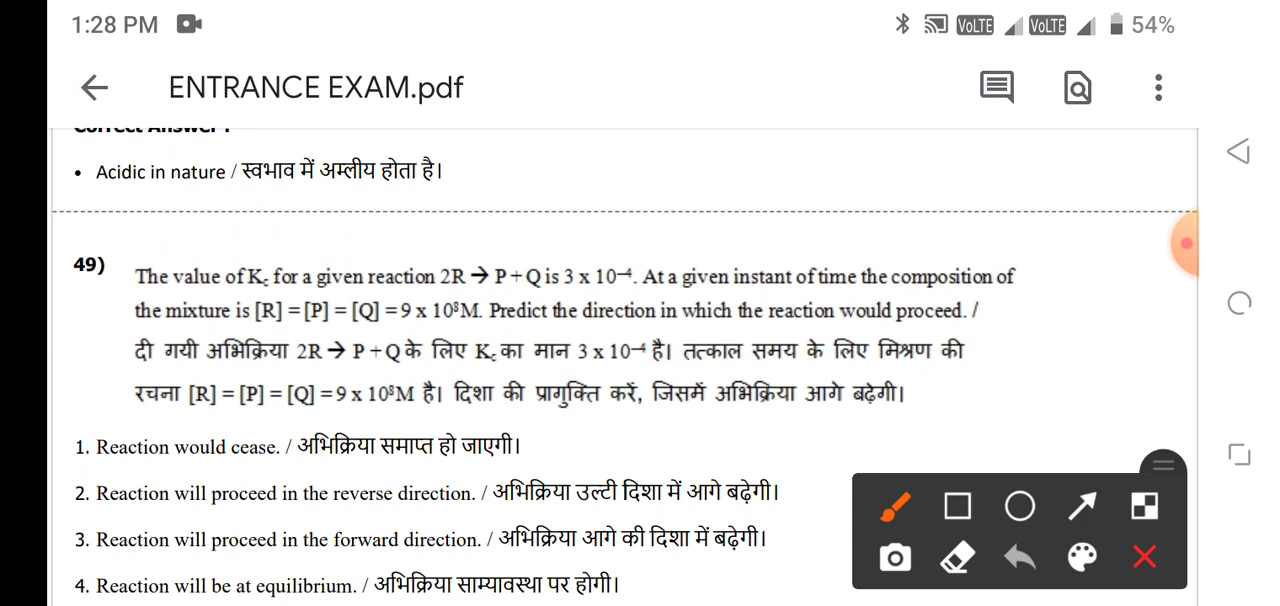 1:28 PM
VoLTE VoLTE 54%
ENTRANCE EXAM.pdf
Correct Answer :
• Acidic in nature / स्वभाव में अम्लीय होता है।
49)
The value of K꜀ for a given reaction 2R → P + Q is 3 x 10⁻⁴. At a given instant of time the composition of
the mixture is [R] = [P] = [Q] = 9 x 10⁸M. Predict the direction in which the reaction would proceed. /
दी गयी अभिक्रिया 2R → P + Q के लिए K꜀ का मान 3 x 10⁻⁴ है। तत्काल समय के लिए मिश्रण की
रचना [R] = [P] = [Q] = 9 x 10⁸M है। दिशा की प्रागुक्ति करें, जिसमें अभिक्रिया आगे बढ़ेगी।
1. Reaction would cease. / अभिक्रिया समाप्त हो जाएगी।
2. Reaction will proceed in the reverse direction. / अभिक्रिया उल्टी दिशा में आगे बढ़ेगी।
3. Reaction will proceed in the forward direction. / अभिक्रिया आगे की दिशा में बढ़ेगी।
4. Reaction will be at equilibrium. / अभिक्रिया साम्यावस्था पर होगी।